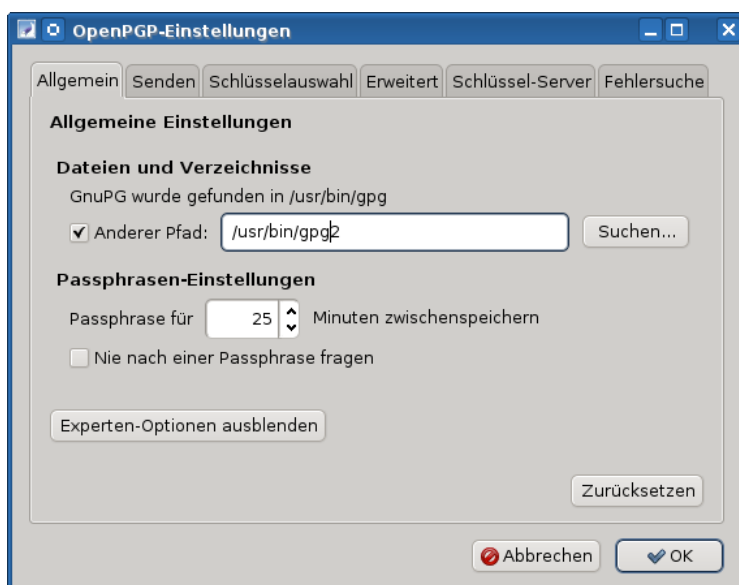 OpenPGP-Einstellungen
Allgemein Senden Schlüsselauswahl Erweitert Schlüssel-Server Fehlersuche
Allgemeine Einstellungen
Dateien und Verzeichnisse
GnuPG wurde gefunden in /usr/bin/gpg
Anderer Pfad: /usr/bin/gpg2 Suchen...
Passphrasen-Einstellungen
Passphrase für 25 Minuten zwischenspeichern
Nie nach einer Passphrase fragen
Experten-Optionen ausblenden
Zurücksetzen
Abbrechen OK